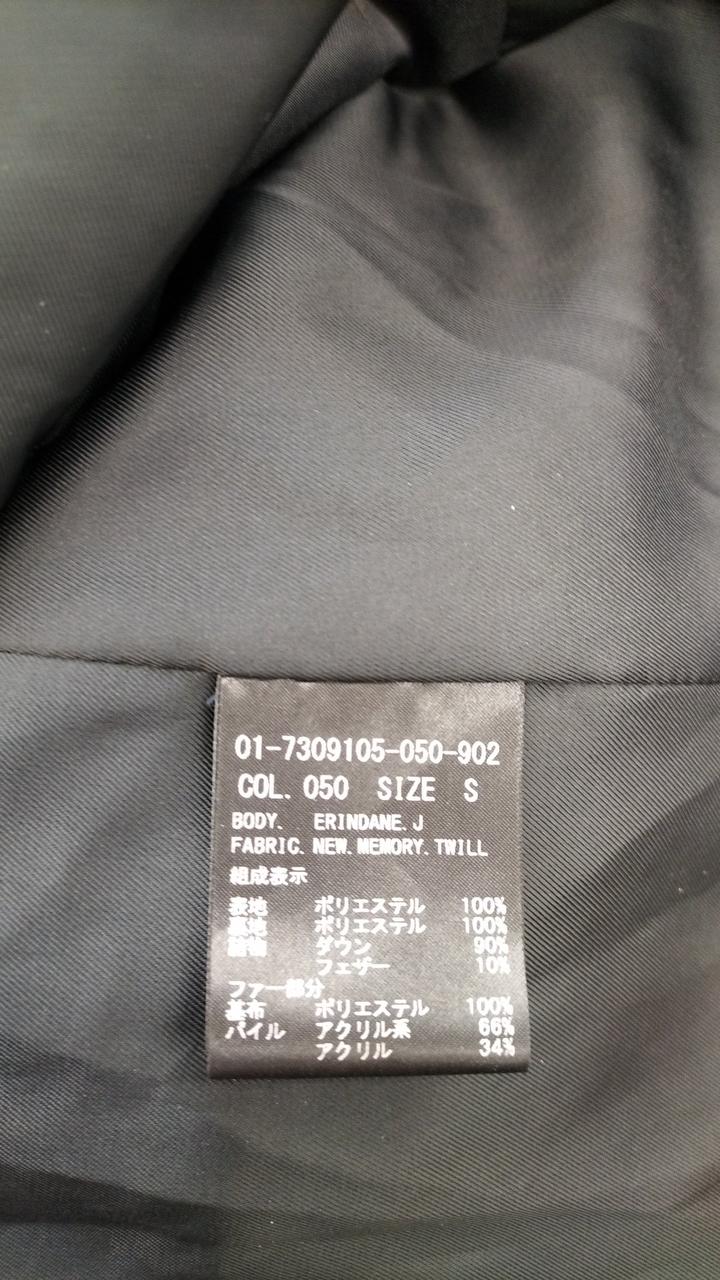 01-7309105-050-902
COL. 050 SIZE S
BODY. ERINDANE.J
FABRIC. NEW.MEMORY.TWILL
組成表示
表地 ポリエステル 100%
裏地 ポリエステル 100%
詰物 ダウン 90%
フェザー 10%
ファー部分
基布 ポリエステル 100%
パイル アクリル系 66%
アクリル 34%